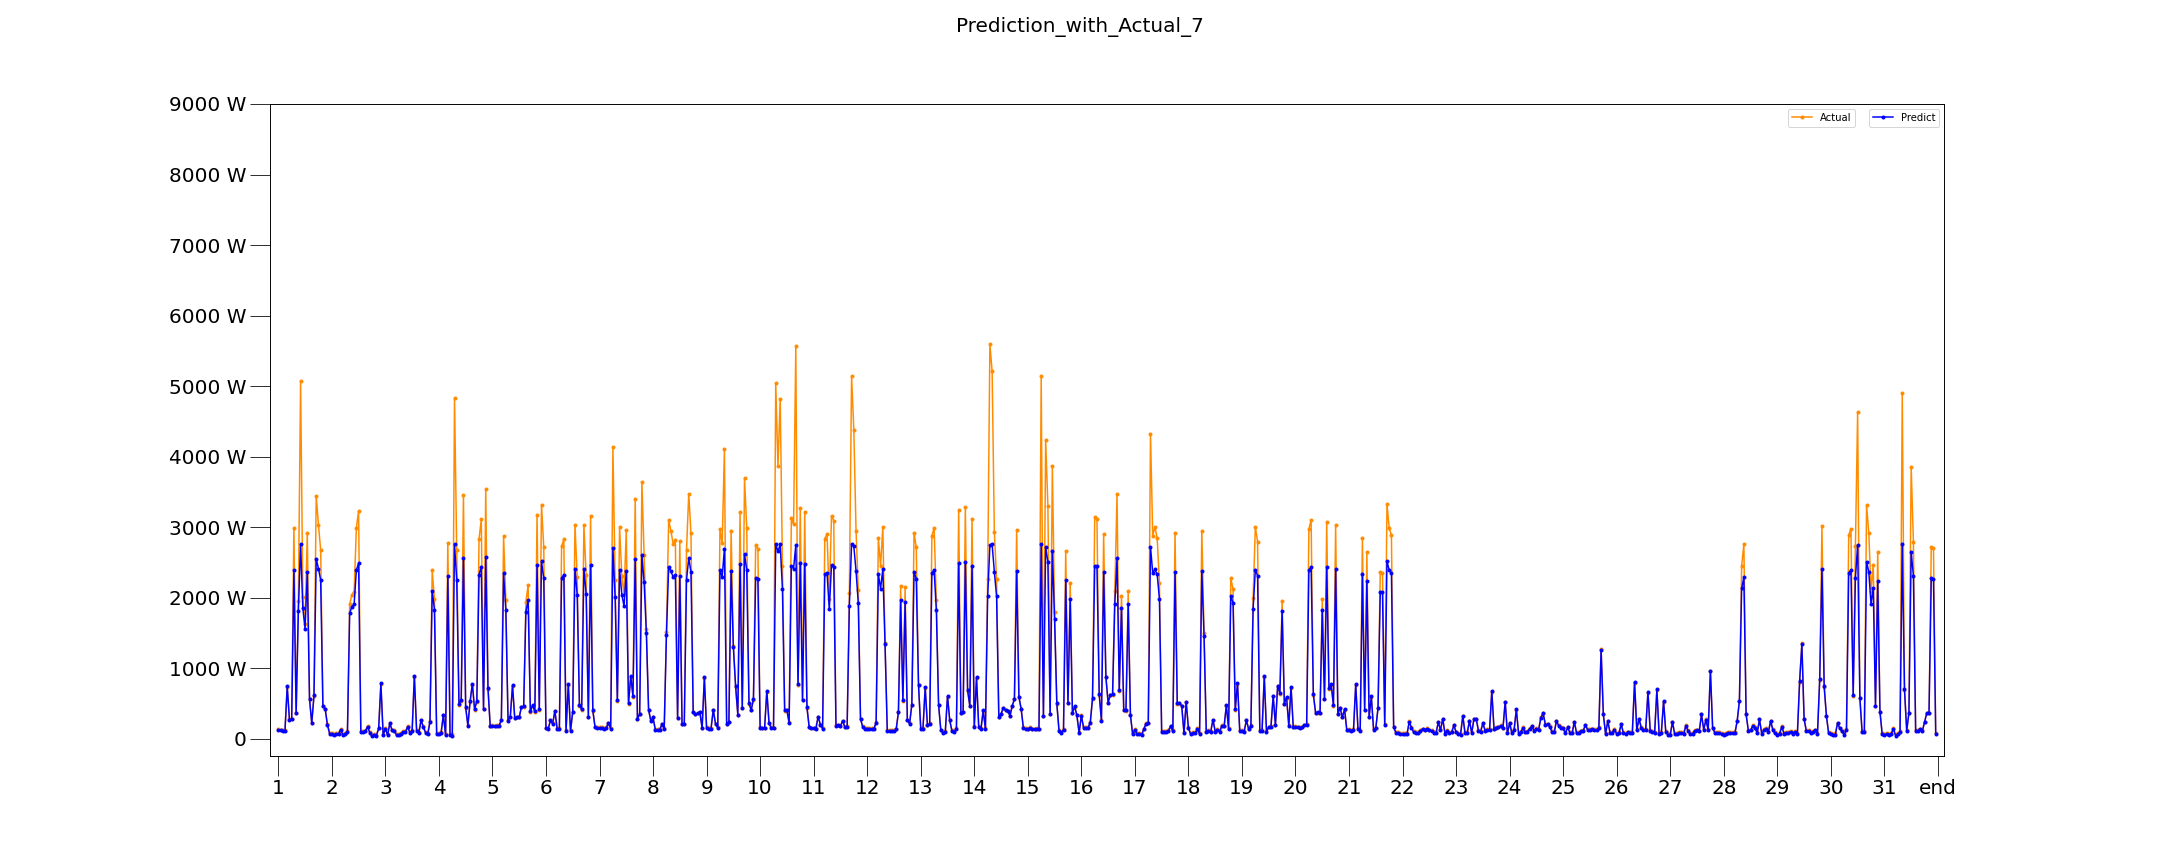 Prediction_with_Actual_7
9000 W
8000 W
7000 W
6000 W
5000 W
4000 W
3000 W
2000 W
1000 W
0
Actual Predict
1 2 3 4 5 6 7 8 9 10 11 12 13 14 15 16 17 18 19 20 21 22 23 24 25 26 27 28 29 30 31 end